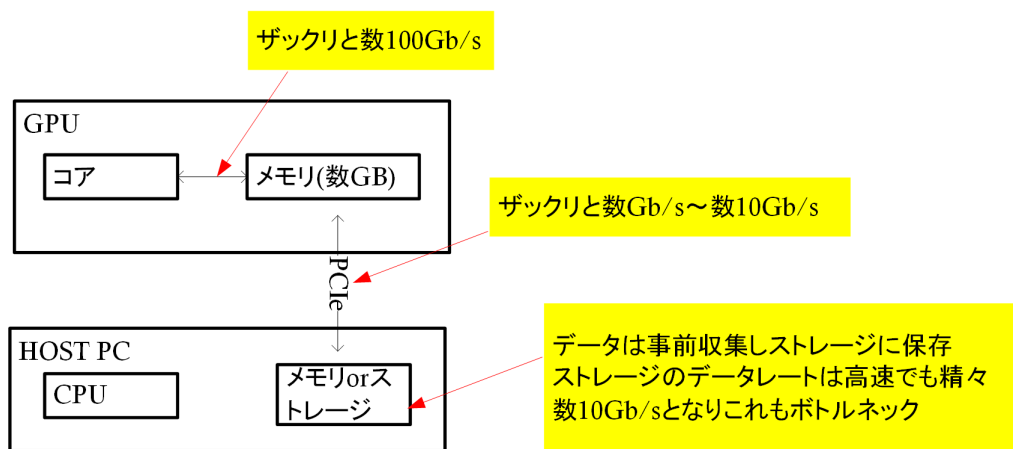 ザックリと数100Gb/s
GPU
コア
メモリ(数GB)
ザックリと数Gb/s～数10Gb/s
PCIe
HOST PC
CPU
メモリorス
トレージ
データは事前収集しストレージに保存
ストレージのデータレートは高速でも精々
数10Gb/sとなりこれもボトルネック